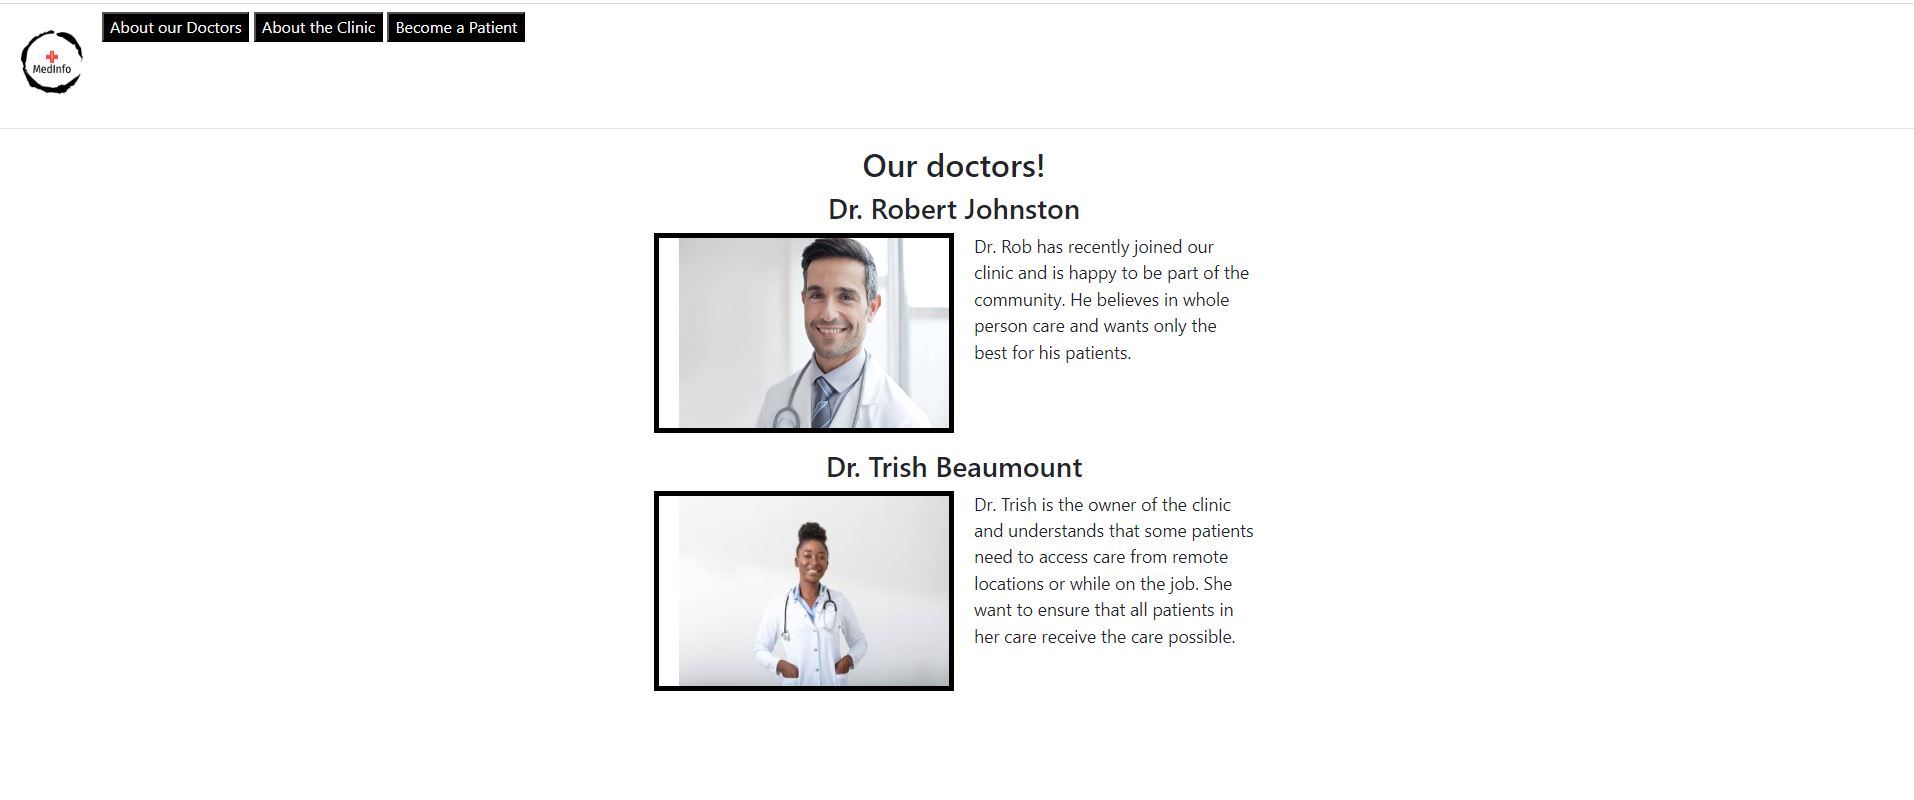 About our Doctors About the Clinic Become a Patient
MedInfo
Our doctors!
Dr. Robert Johnston
Dr. Rob has recently joined our
clinic and is happy to be part of the
community. He believes in whole
person care and wants only the
best for his patients.
Dr. Trish Beaumount
Dr. Trish is the owner of the clinic
and understands that some patients
need to access care from remote
locations or while on the job. She
want to ensure that all patients in
her care receive the care possible.